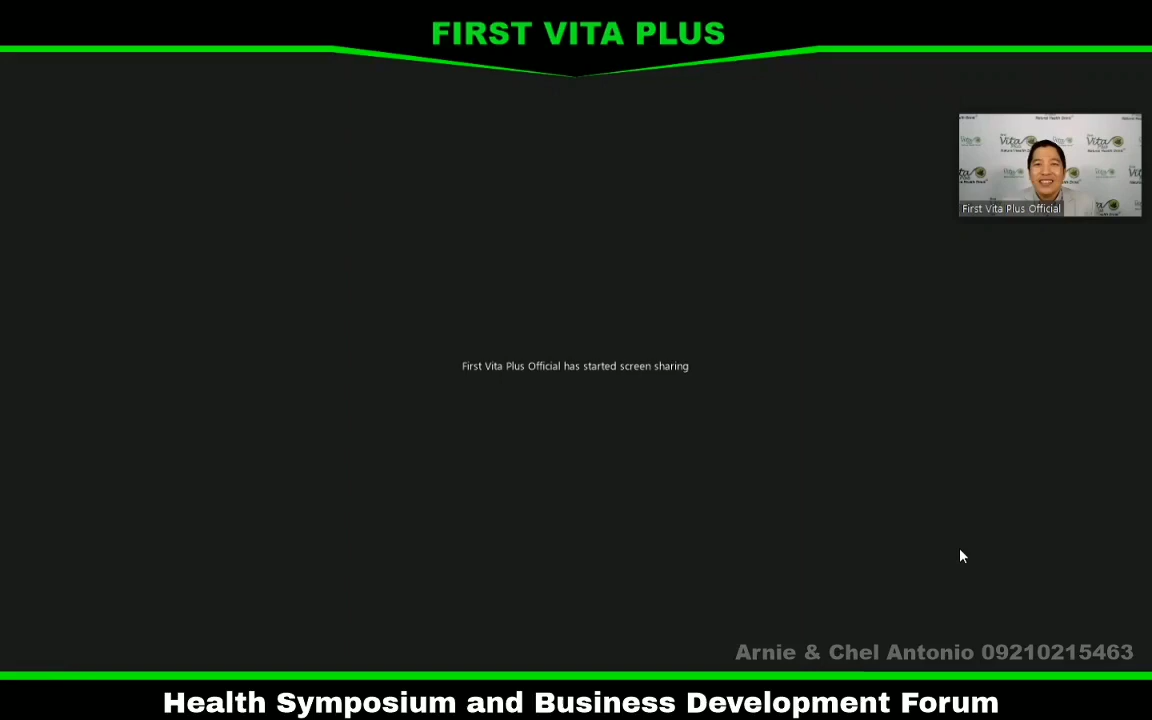 FIRST VITA PLUS
First Vita Plus Official
First Vita Plus Official has started screen sharing
Arnie & Chel Antonio 09210215463
Health Symposium and Business Development Forum